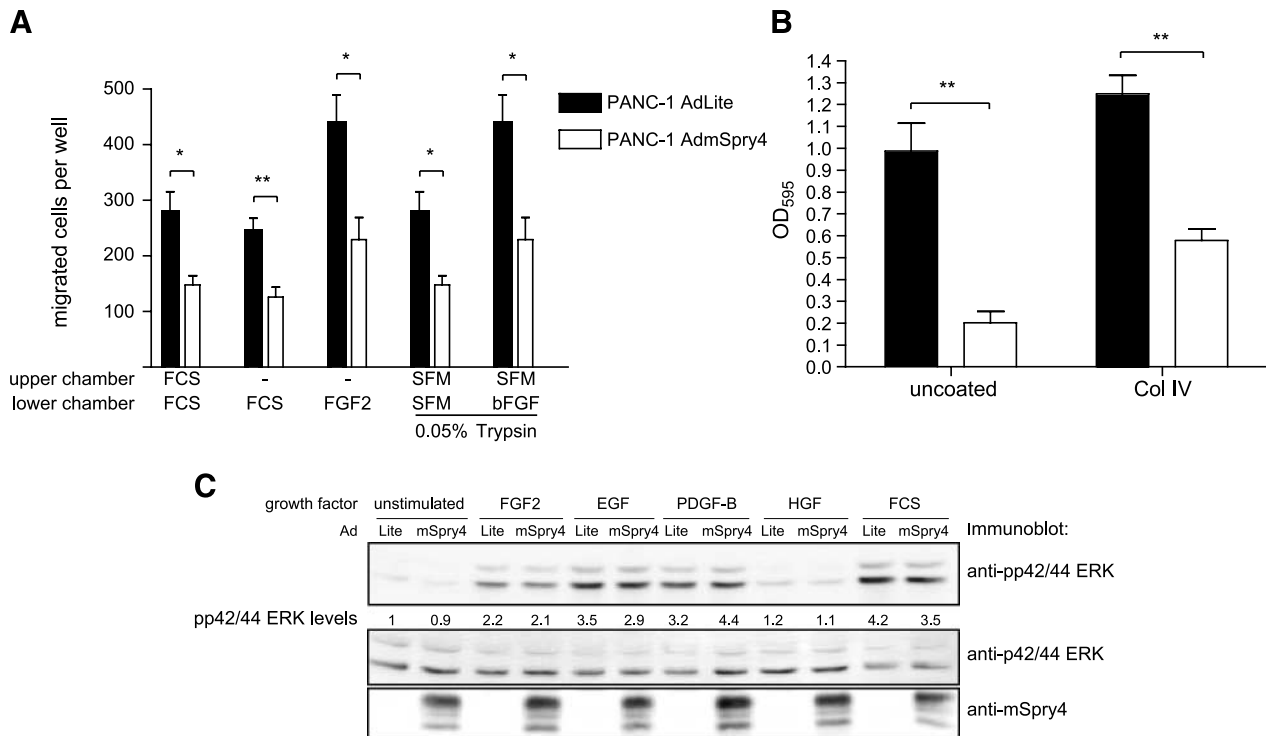 A
migrated cells per well
500
400
300
200
100
* ** * * *
PANC-1 AdLite
PANC-1 AdmSpry4
upper chamber FCS - - SFM SFM
lower chamber FCS FCS FGF2 SFM bFGF
0.05% Trypsin
B
OD595
1.4
1.3
1.2
1.1
1.0
0.9
0.8
0.7
0.6
0.5
0.4
0.3
0.2
0.1
0.0
** **
uncoated Col IV
C
growth factor unstimulated FGF2 EGF PDGF-B HGF FCS
Ad Lite mSpry4 Lite mSpry4 Lite mSpry4 Lite mSpry4 Lite mSpry4 Lite mSpry4 Immunoblot:
anti-pp42/44 ERK
pp42/44 ERK levels 1 0.9 2.2 2.1 3.5 2.9 3.2 4.4 1.2 1.1 4.2 3.5
anti-p42/44 ERK
anti-mSpry4